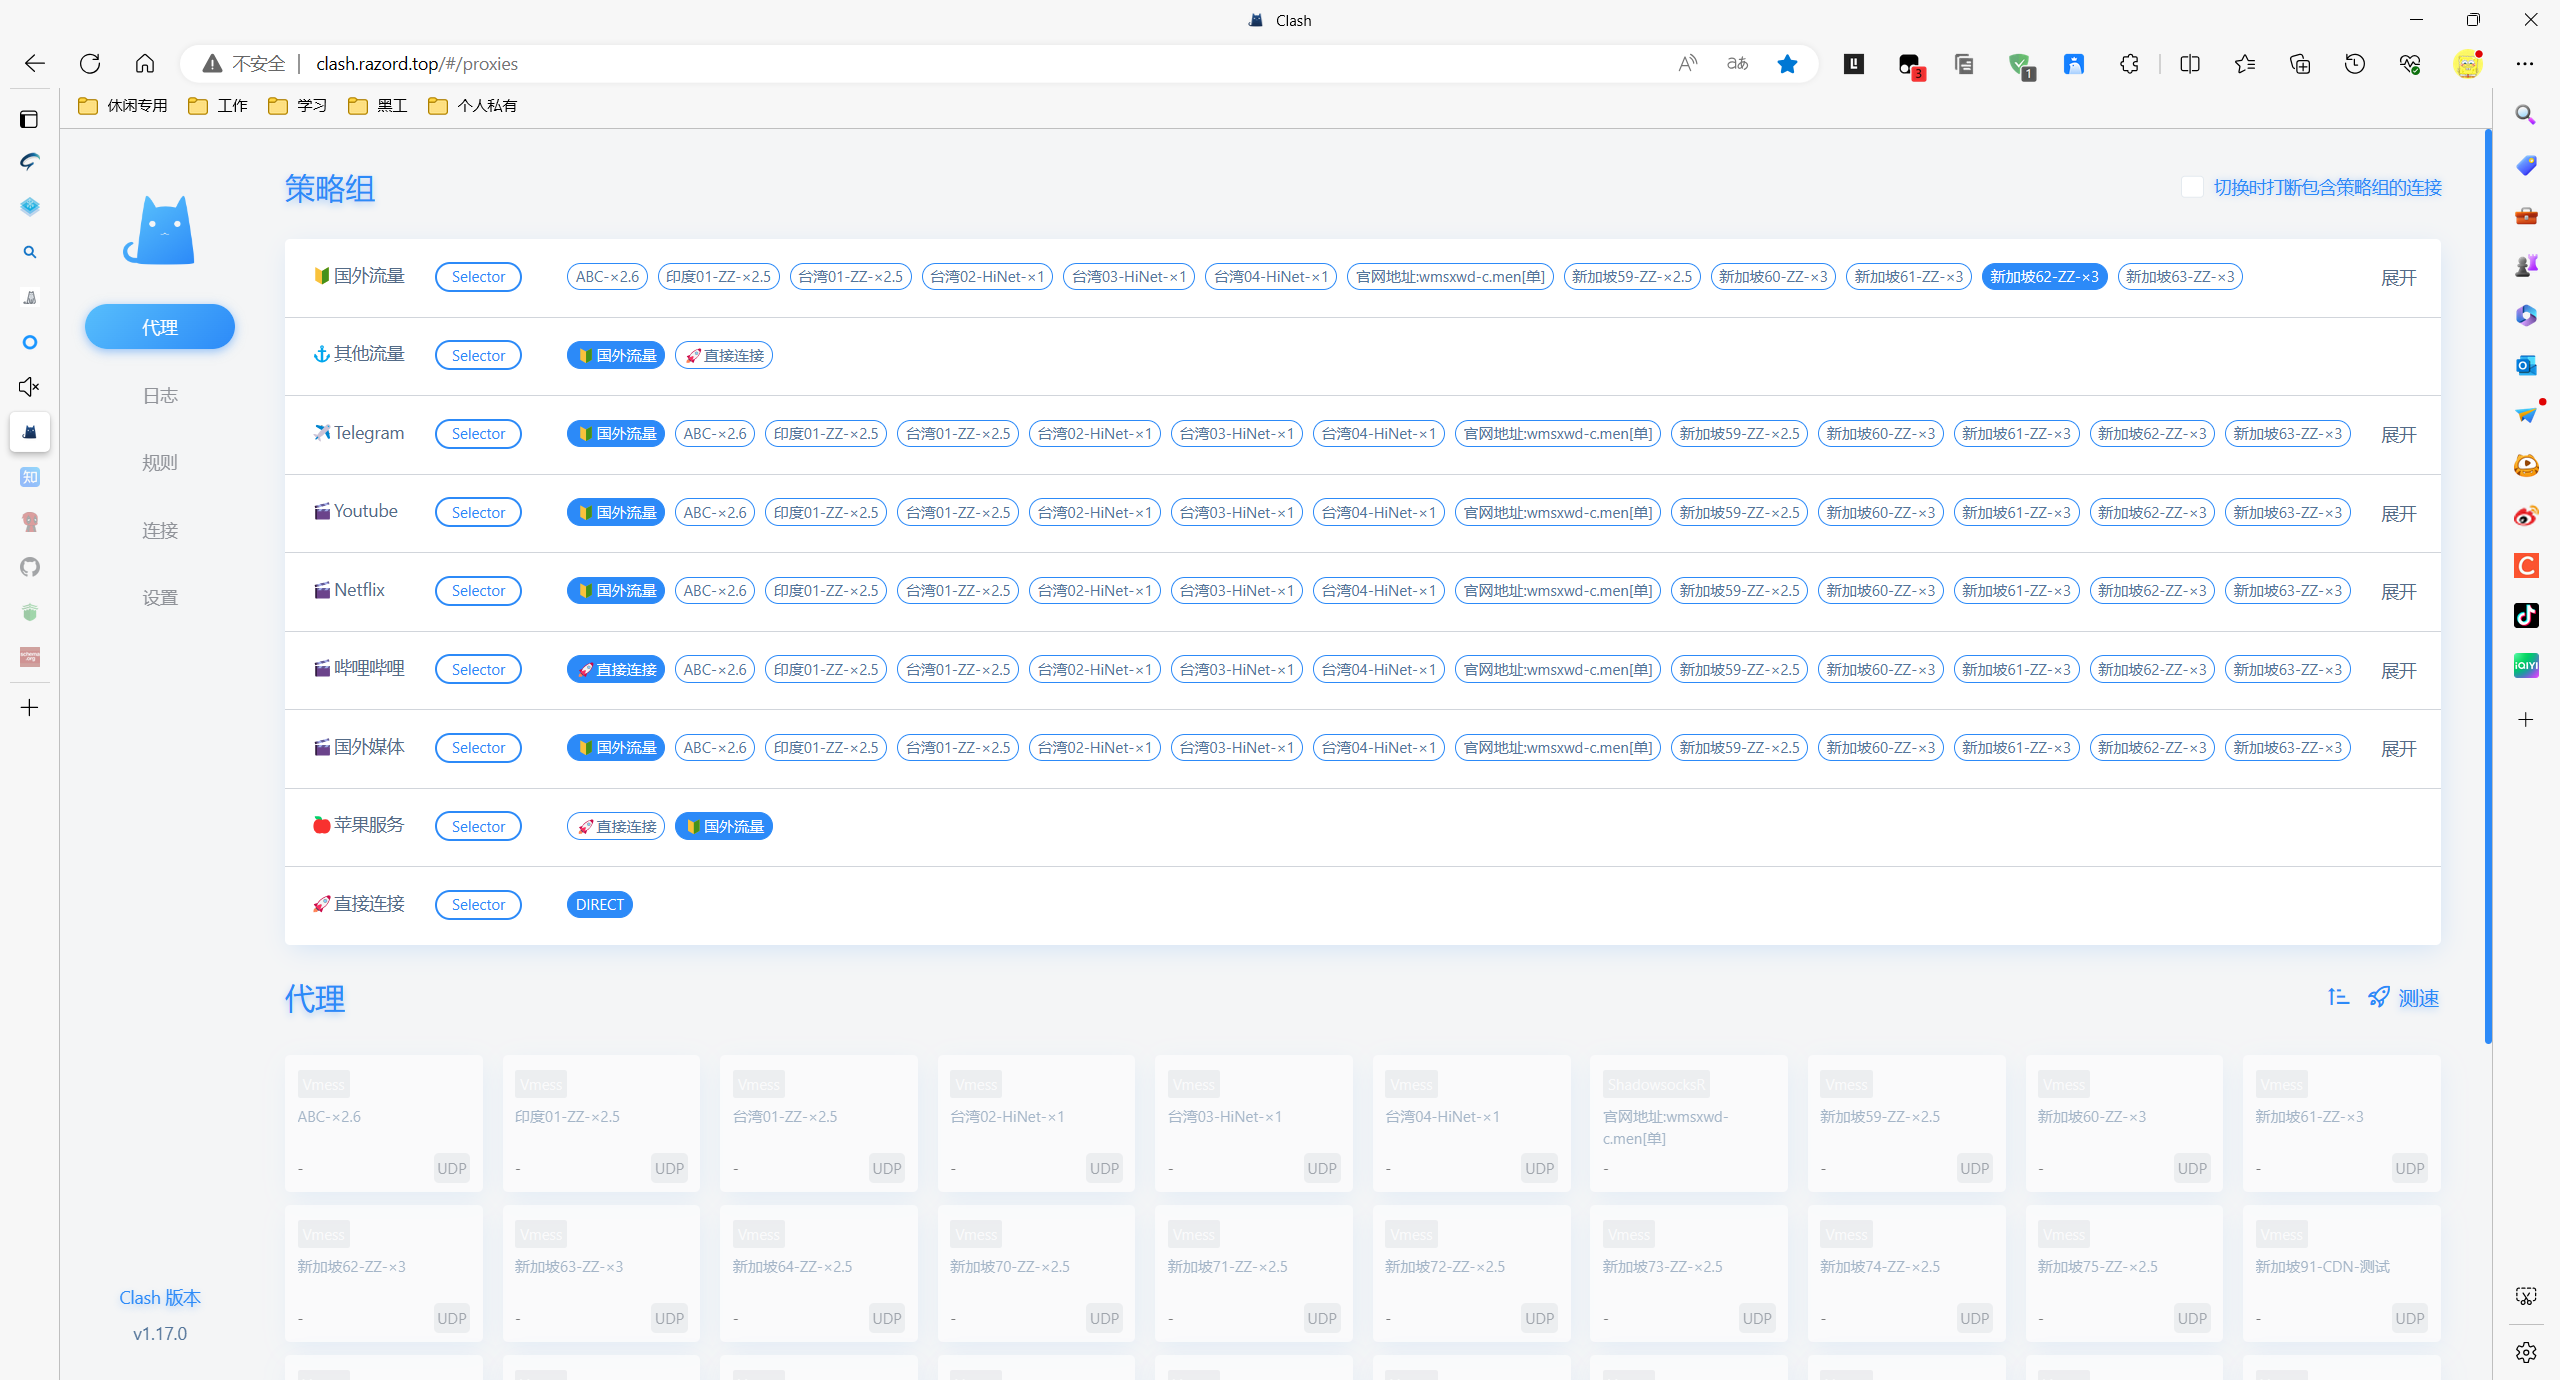 Clash
不安全 | clash.razord.top/#/proxies
3
1
休闲专用 工作 学习 黑工 个人私有
策略组
切换时打断包含策略组的连接
代理
日志
规则
连接
设置
国外流量 Selector ABC-×2.6 印度01-ZZ-×2.5 台湾01-ZZ-×2.5 台湾02-HiNet-×1 台湾03-HiNet-×1 台湾04-HiNet-×1 官网地址:wmsxwd-c.men[单] 新加坡59-ZZ-×2.5 新加坡60-ZZ-×3 新加坡61-ZZ-×3 新加坡62-ZZ-×3 新加坡63-ZZ-×3 展开
其他流量 Selector 国外流量 直接连接
Telegram Selector 国外流量 ABC-×2.6 印度01-ZZ-×2.5 台湾01-ZZ-×2.5 台湾02-HiNet-×1 台湾03-HiNet-×1 台湾04-HiNet-×1 官网地址:wmsxwd-c.men[单] 新加坡59-ZZ-×2.5 新加坡60-ZZ-×3 新加坡61-ZZ-×3 新加坡62-ZZ-×3 新加坡63-ZZ-×3 展开
Youtube Selector 国外流量 ABC-×2.6 印度01-ZZ-×2.5 台湾01-ZZ-×2.5 台湾02-HiNet-×1 台湾03-HiNet-×1 台湾04-HiNet-×1 官网地址:wmsxwd-c.men[单] 新加坡59-ZZ-×2.5 新加坡60-ZZ-×3 新加坡61-ZZ-×3 新加坡62-ZZ-×3 新加坡63-ZZ-×3 展开
Netflix Selector 国外流量 ABC-×2.6 印度01-ZZ-×2.5 台湾01-ZZ-×2.5 台湾02-HiNet-×1 台湾03-HiNet-×1 台湾04-HiNet-×1 官网地址:wmsxwd-c.men[单] 新加坡59-ZZ-×2.5 新加坡60-ZZ-×3 新加坡61-ZZ-×3 新加坡62-ZZ-×3 新加坡63-ZZ-×3 展开
哔哩哔哩 Selector 直接连接 ABC-×2.6 印度01-ZZ-×2.5 台湾01-ZZ-×2.5 台湾02-HiNet-×1 台湾03-HiNet-×1 台湾04-HiNet-×1 官网地址:wmsxwd-c.men[单] 新加坡59-ZZ-×2.5 新加坡60-ZZ-×3 新加坡61-ZZ-×3 新加坡62-ZZ-×3 新加坡63-ZZ-×3 展开
国外媒体 Selector 国外流量 ABC-×2.6 印度01-ZZ-×2.5 台湾01-ZZ-×2.5 台湾02-HiNet-×1 台湾03-HiNet-×1 台湾04-HiNet-×1 官网地址:wmsxwd-c.men[单] 新加坡59-ZZ-×2.5 新加坡60-ZZ-×3 新加坡61-ZZ-×3 新加坡62-ZZ-×3 新加坡63-ZZ-×3 展开
苹果服务 Selector 直接连接 国外流量
直接连接 Selector DIRECT
代理 测速
Vmess Vmess Vmess Vmess Vmess Vmess ShadowsocksR Vmess Vmess Vmess
ABC-×2.6 印度01-ZZ-×2.5 台湾01-ZZ-×2.5 台湾02-HiNet-×1 台湾03-HiNet-×1 台湾04-HiNet-×1 官网地址:wmsxwd- 新加坡59-ZZ-×2.5 新加坡60-ZZ-×3 新加坡61-ZZ-×3
c.men[单]
- UDP - UDP - UDP - UDP - UDP - UDP - - UDP - UDP - UDP
Vmess Vmess Vmess Vmess Vmess Vmess Vmess Vmess Vmess Vmess
新加坡62-ZZ-×3 新加坡63-ZZ-×3 新加坡64-ZZ-×2.5 新加坡70-ZZ-×2.5 新加坡71-ZZ-×2.5 新加坡72-ZZ-×2.5 新加坡73-ZZ-×2.5 新加坡74-ZZ-×2.5 新加坡75-ZZ-×2.5 新加坡91-CDN-测试
- UDP - UDP - UDP - UDP - UDP - UDP - UDP - UDP - UDP - UDP
Clash 版本
v1.17.0
知